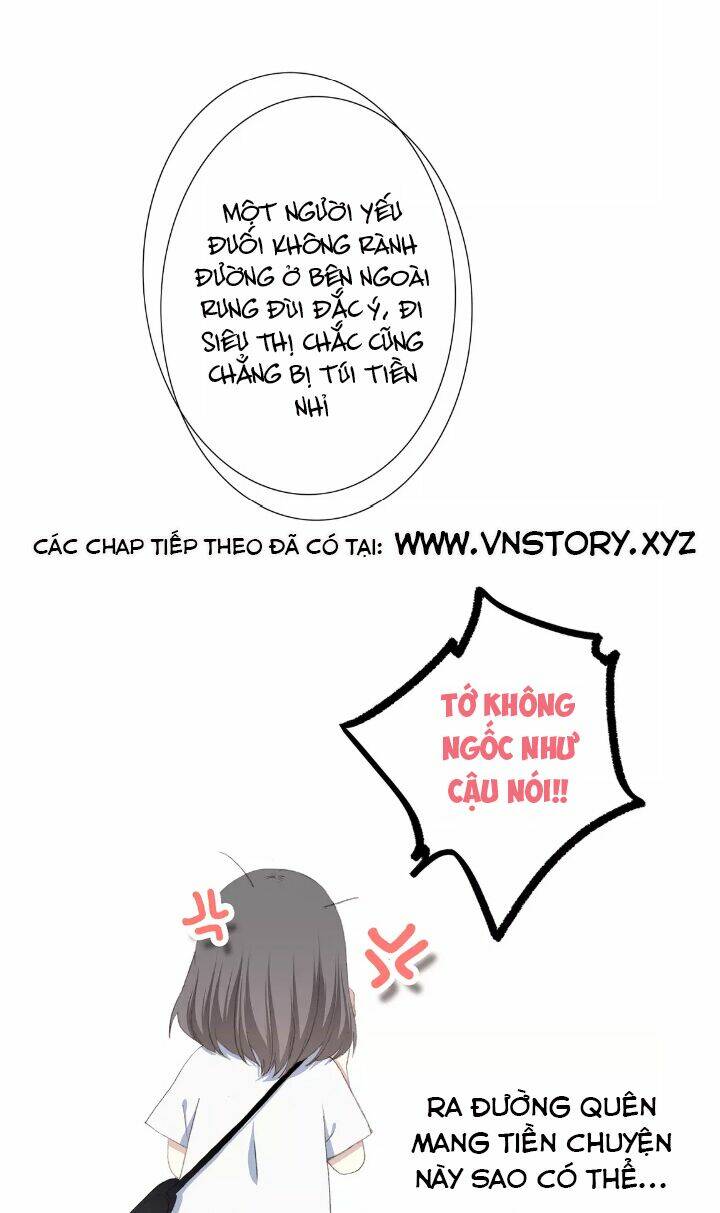 MỘT NGƯỜI YẾU
ĐUỐI KHÔNG RÀNH
ĐƯỜNG Ở BÊN NGOÀI
RUNG ĐÙI ĐẮC Ý, ĐI
SIÊU THỊ CHẮC CŨNG
CHẲNG BỊ TÚI TIỀN
NHỈ
CÁC CHAP TIẾP THEO ĐÃ CÓ TẠI: WWW.VNSTORY.XYZ
TỚ KHÔNG
NGỐC NHƯ
CẬU NÓI!!
RA ĐƯỜNG QUÊN
MANG TIỀN CHUYỆN
NÀY SAO CÓ THỂ...